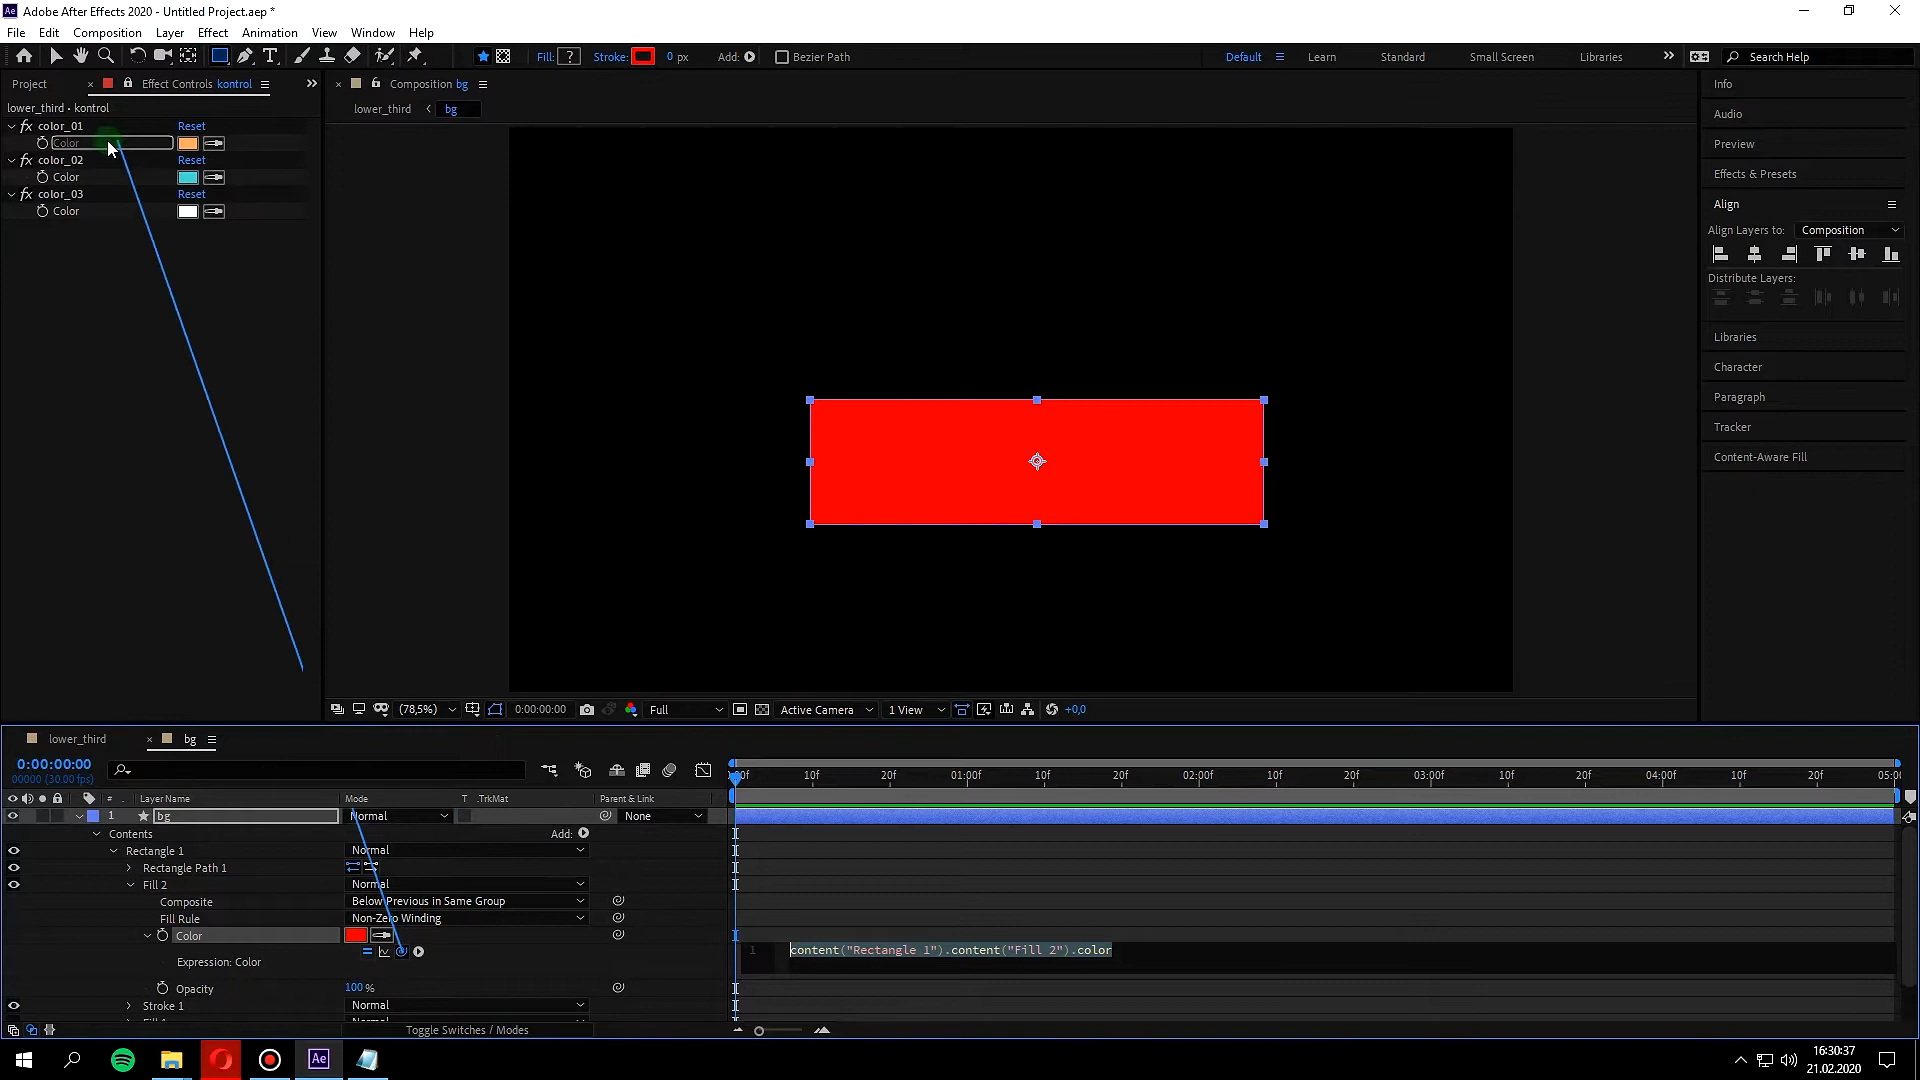 Ae Adobe After Effects 2020 - Untitled Project.aep *
File Edit Composition Layer Effect Animation View Window Help
Fill: ? Stroke: 0 px Add: Bezier Path Default Learn Standard Small Screen Libraries Search Help
Project × Effect Controls kontrol
lower_third • kontrol
fx color_01 Reset
Color
fx color_02 Reset
Color
fx color_03 Reset
Color
× Composition bg
lower_third bg
Info
Audio
Preview
Effects & Presets
Align
Align Layers to: Composition
Distribute Layers:
Libraries
Character
Paragraph
Tracker
Content-Aware Fill
(78,5%) 0:00:00:00 Full Active Camera 1 View +0,0
lower_third × bg
0:00:00:00
00000 (30.00 fps)
:00f 10f 20f 01:00f 10f 20f 02:00f 10f 20f 03:00f 10f 20f 04:00f 10f 20f 05:00
# . Layer Name Mode T .TrkMat Parent & Link
1 bg Normal None
Contents Add:
Rectangle 1 Normal
Rectangle Path 1
Fill 2 Normal
Composite Below Previous in Same Group
Fill Rule Non-Zero Winding
Color
Expression: Color 1 content("Rectangle 1").content("Fill 2").color
Opacity 100 %
Stroke 1 Normal
Toggle Switches / Modes
Ae
16:30:37
21.02.2020